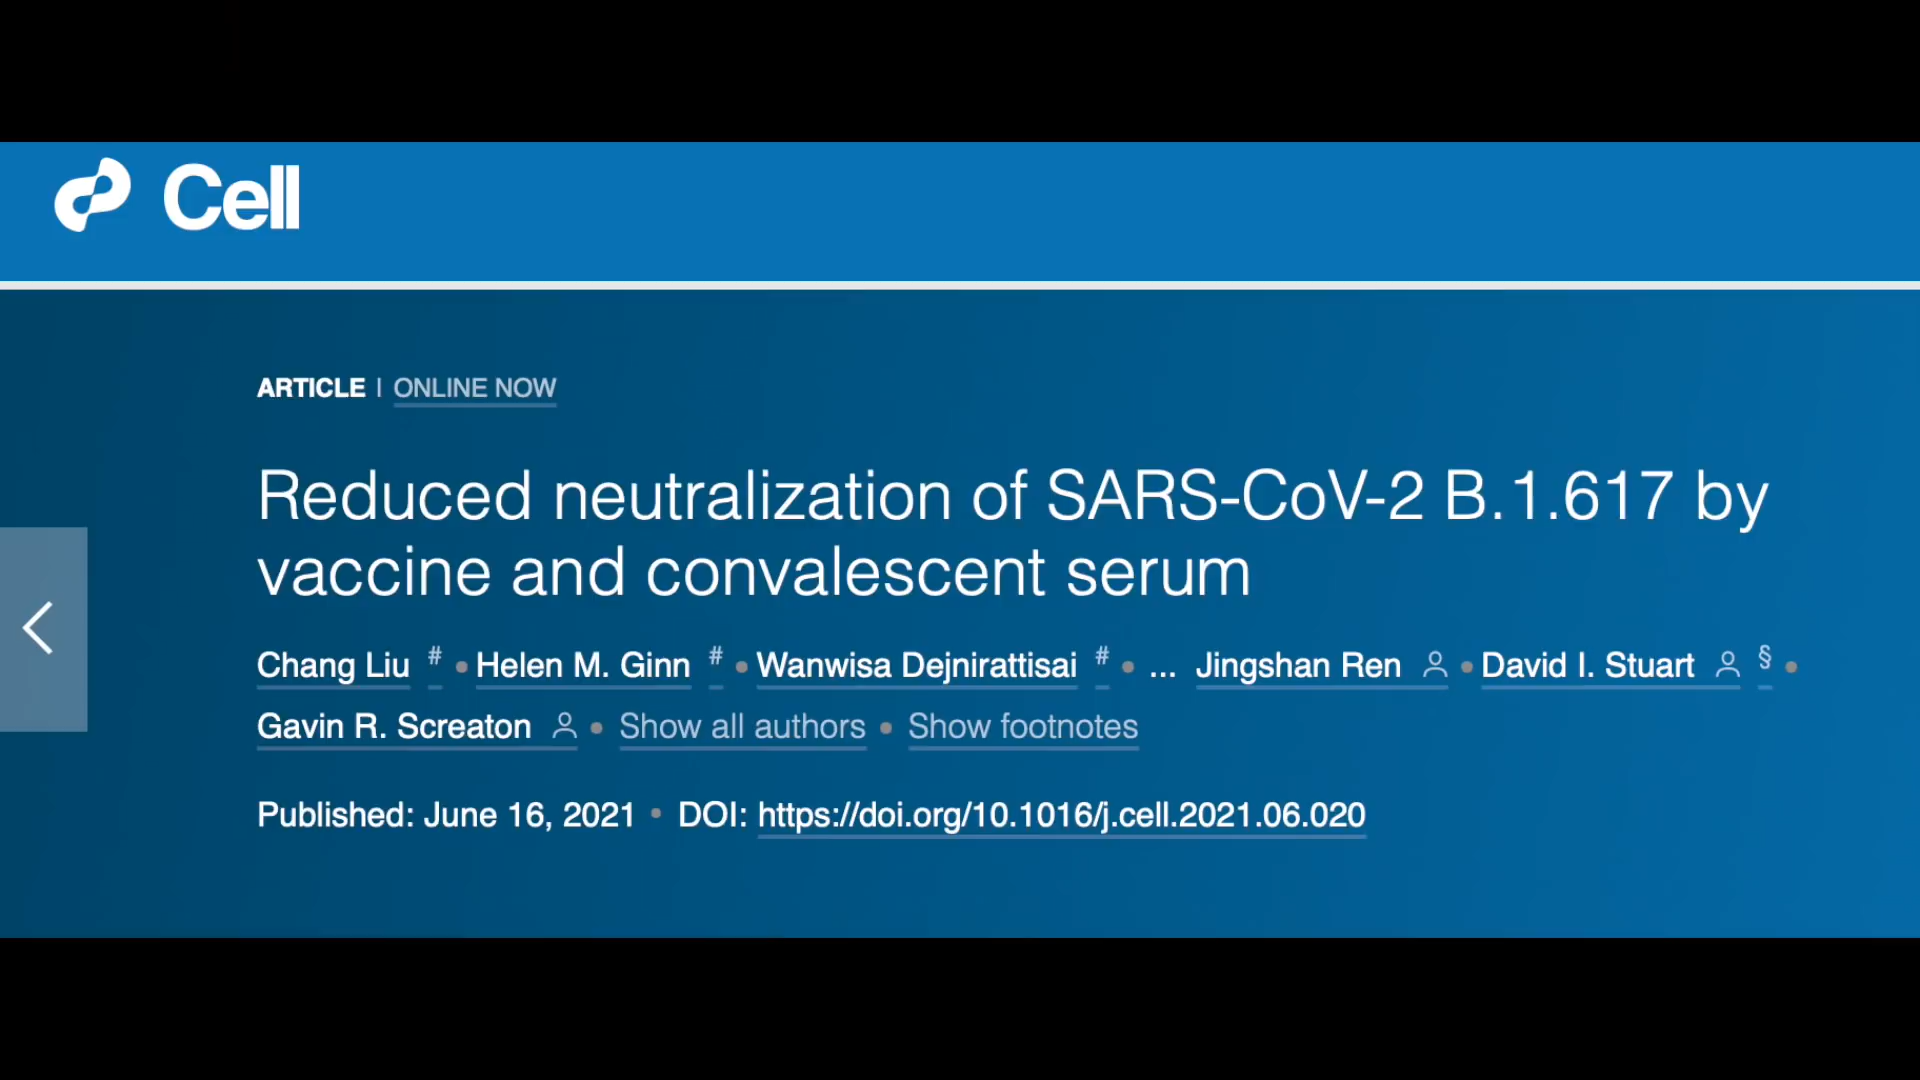 Cell
ARTICLE | ONLINE NOW
Reduced neutralization of SARS-CoV-2 B.1.617 by
vaccine and convalescent serum
Chang Liu # • Helen M. Ginn # • Wanwisa Dejnirattisai # • ... Jingshan Ren • David I. Stuart § •
Gavin R. Screaton • Show all authors • Show footnotes
Published: June 16, 2021 • DOI: https://doi.org/10.1016/j.cell.2021.06.020